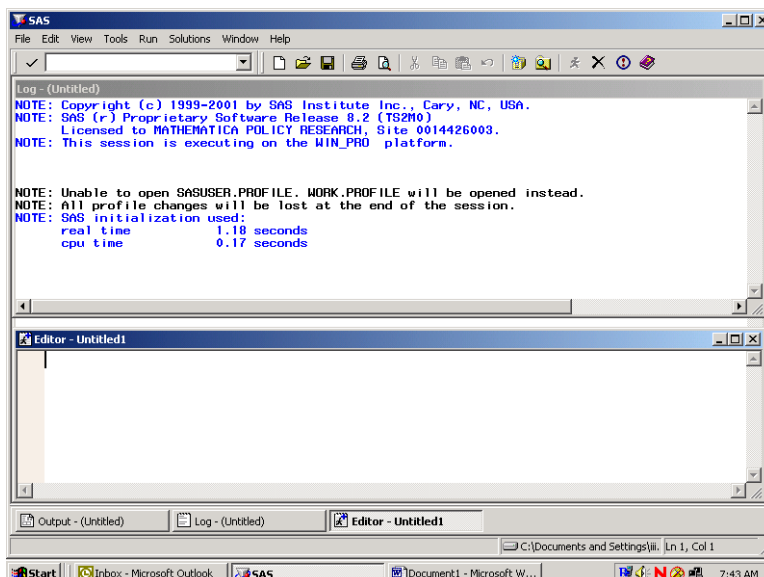 SAS
File Edit View Tools Run Solutions Window Help
Log - (Untitled)
NOTE: Copyright (c) 1999-2001 by SAS Institute Inc., Cary, NC, USA.
NOTE: SAS (r) Proprietary Software Release 8.2 (TS2M0)
Licensed to MATHEMATICA POLICY RESEARCH, Site 0014426003.
NOTE: This session is executing on the WIN_PRO platform.
NOTE: Unable to open SASUSER.PROFILE. WORK.PROFILE will be opened instead.
NOTE: All profile changes will be lost at the end of the session.
NOTE: SAS initialization used:
real time 1.18 seconds
cpu time 0.17 seconds
Editor - Untitled1
Output - (Untitled) Log - (Untitled) Editor - Untitled1
C:\Documents and Settings\iii. Ln 1, Col 1
Start Inbox - Microsoft Outlook SAS Document1 - Microsoft W... 7:43 AM